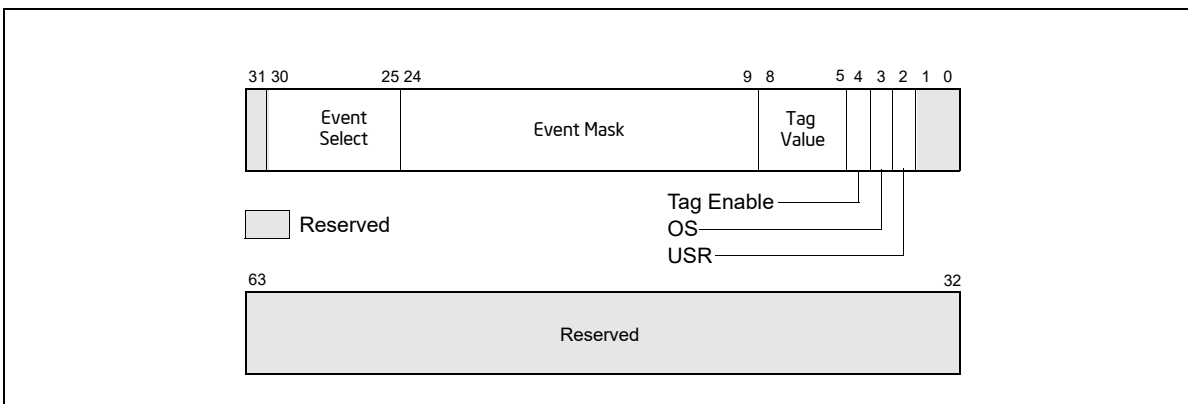 31 30 25 24 9 8 5 4 3 2 1 0
Event
Select
Event Mask
Tag
Value
Tag Enable
OS
USR
Reserved
63 32
Reserved